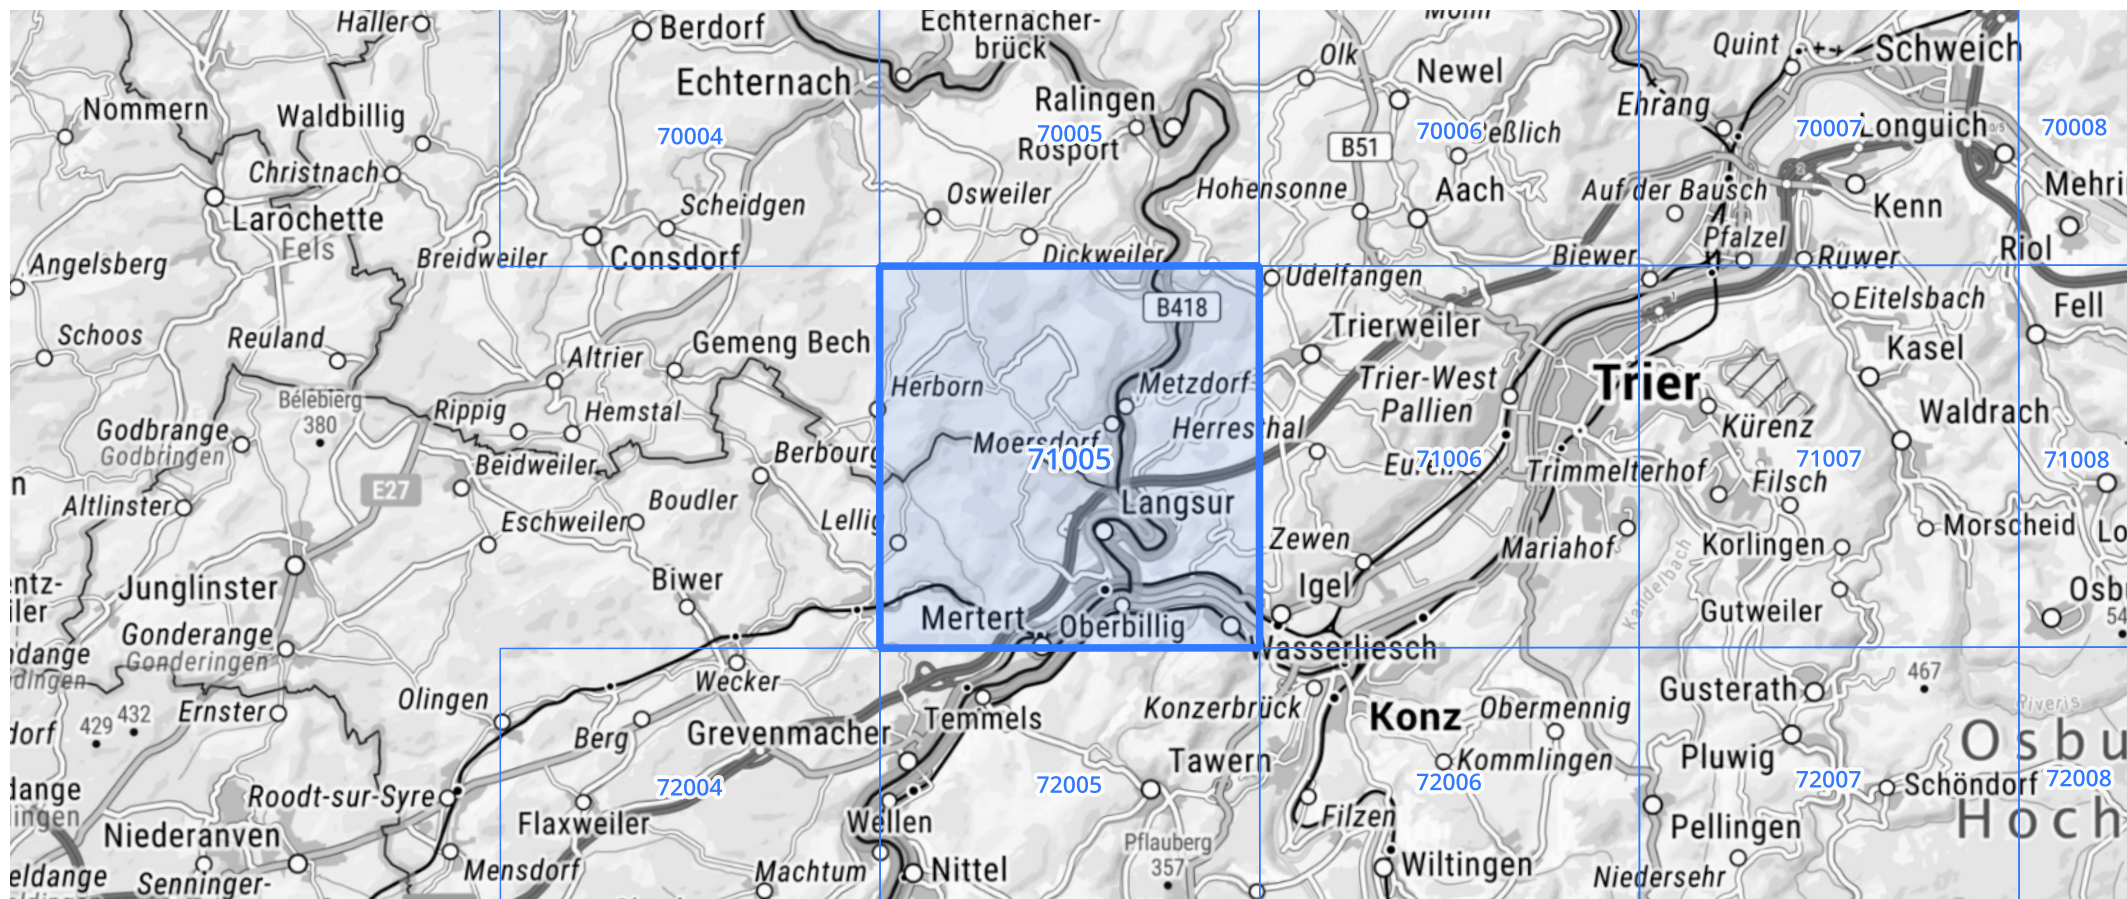 Haller
Berdorf
Echternacher-
brück
Olk
Quint
Schweich
Nommern
Waldbillig
Echternach
Ralingen
Newel
Ehrang
Christnach
70004
70005
Rosport
B51
70006
70007
Longuich
70008
Larochette
Fels
Scheidgen
Osweiler
Hohensonne
Aach
Auf der Bausch
Kenn
Angelsberg
Breidweiler
Consdorf
Dickweiler
Biewer
Pfalzel
Ruwer
Riol
Udelfangen
Eitelsbach
Fell
B418
Schoos
Reuland
Altrier
Gemeng Bech
Trierweiler
Kasel
Bélebierg
380
Rippig
Hemstal
Herborn
Metzdorf
Trier-West
Pallien
Trier
Waldrach
Godbrange
Godbringen
Beidweiler
Berbourg
Moersdorf
71005
Herresthal
71006
Trimmelterhof
Kürenz
Filsch
71007
71008
E27
Altlinster
Eschweiler
Boudler
Langsur
Zewen
Mariahof
Korlingen
Morscheid
Junglinster
Biwer
Igel
Kandelbach
Gutweiler
Gonderange
Gonderingen
Mertert
Oberbillig
Wasserliesch
Wecker
Olingen
Ernster
429
432
Berg
Grevenmacher
Temmels
Konzerbrück
Konz
Obermennig
Gusterath
467
Riveris
Roodt-sur-Syre
72004
72005
Tawern
72006
Kommlingen
Pluwig
72007
Schöndorf
72008
Niederanven
Flaxweiler
Wellen
Pflauberg
357
Filzen
Pellingen
Senninger-
Mensdorf
Machtum
Nittel
Wiltingen
Niedersehr